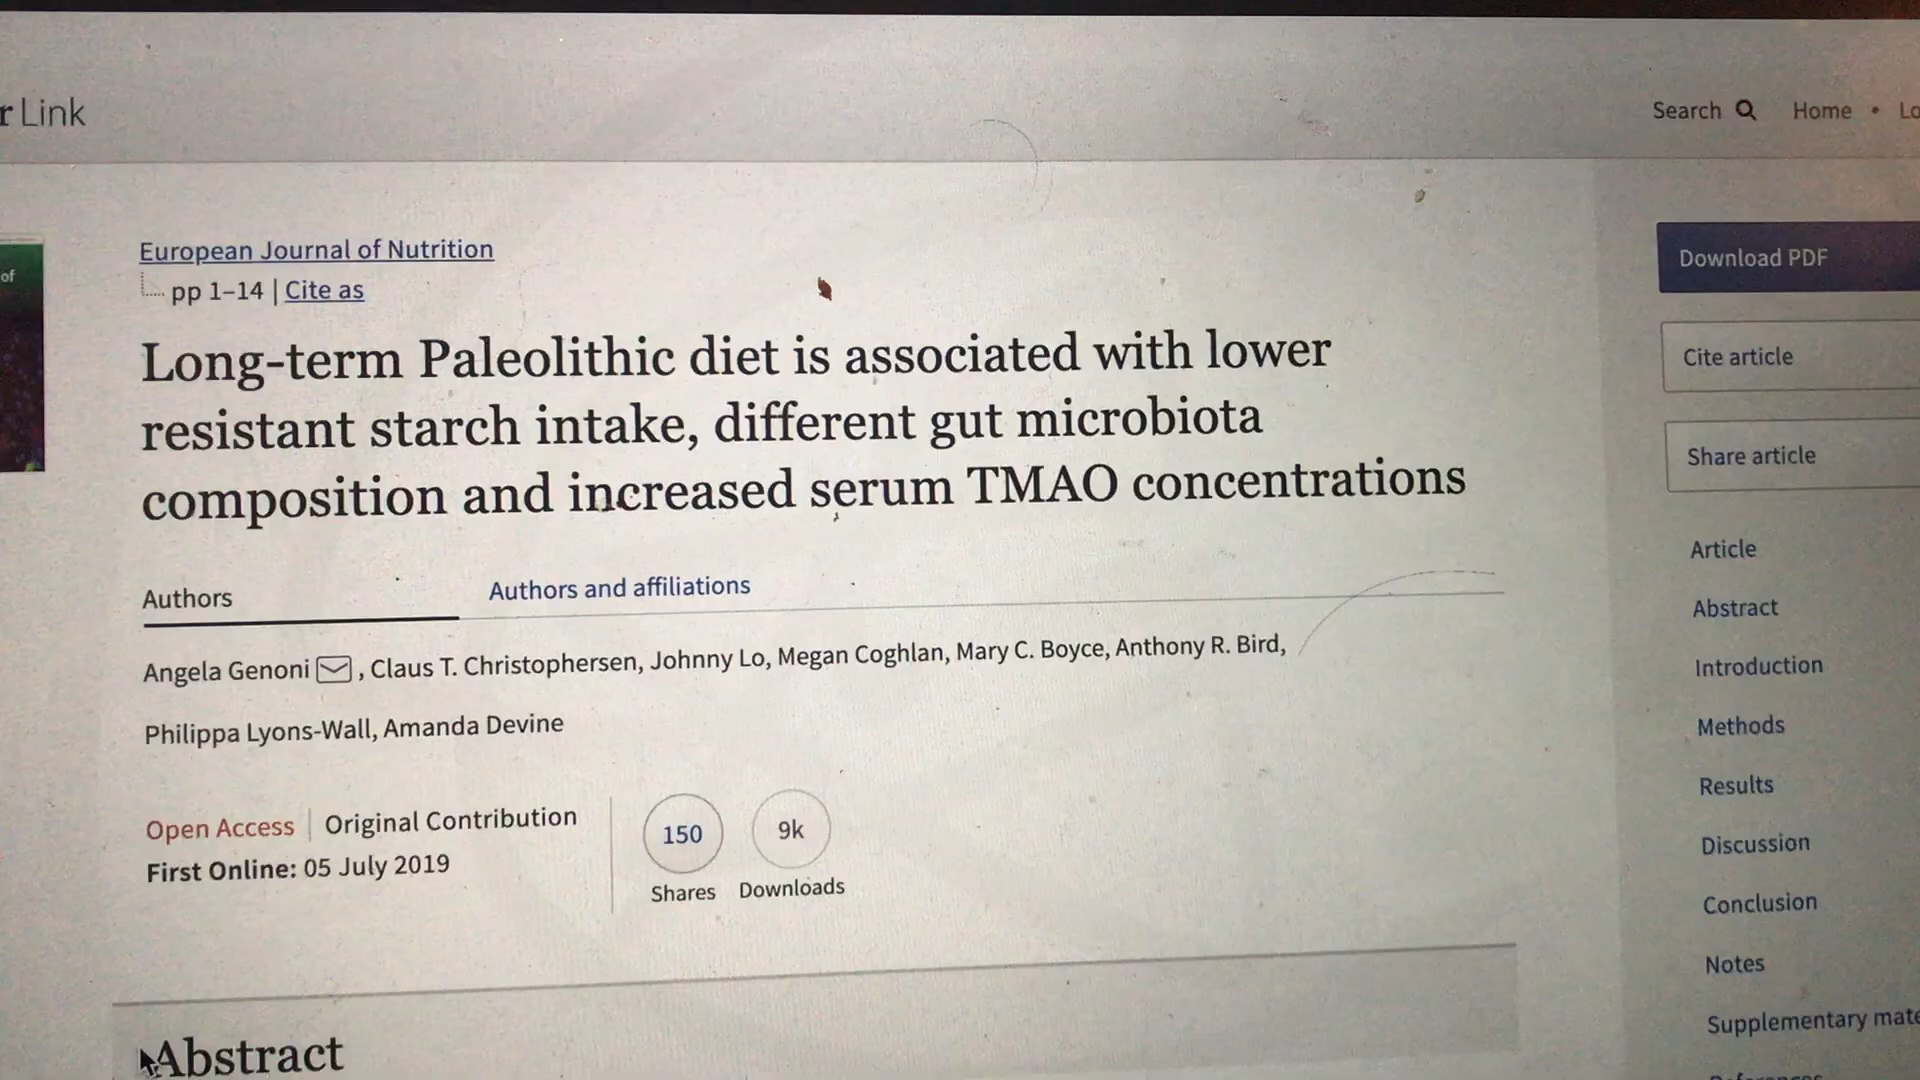 r Link
Search
Home • Lo
of
European Journal of Nutrition
pp 1–14 | Cite as
Long-term Paleolithic diet is associated with lower
resistant starch intake, different gut microbiota
composition and increased serum TMAO concentrations
Authors
Authors and affiliations
Angela Genoni , Claus T. Christophersen, Johnny Lo, Megan Coghlan, Mary C. Boyce, Anthony R. Bird,
Philippa Lyons-Wall, Amanda Devine
Open Access | Original Contribution
First Online: 05 July 2019
150
Shares
9k
Downloads
Abstract
Download PDF
Cite article
Share article
Article
Abstract
Introduction
Methods
Results
Discussion
Conclusion
Notes
Supplementary mate